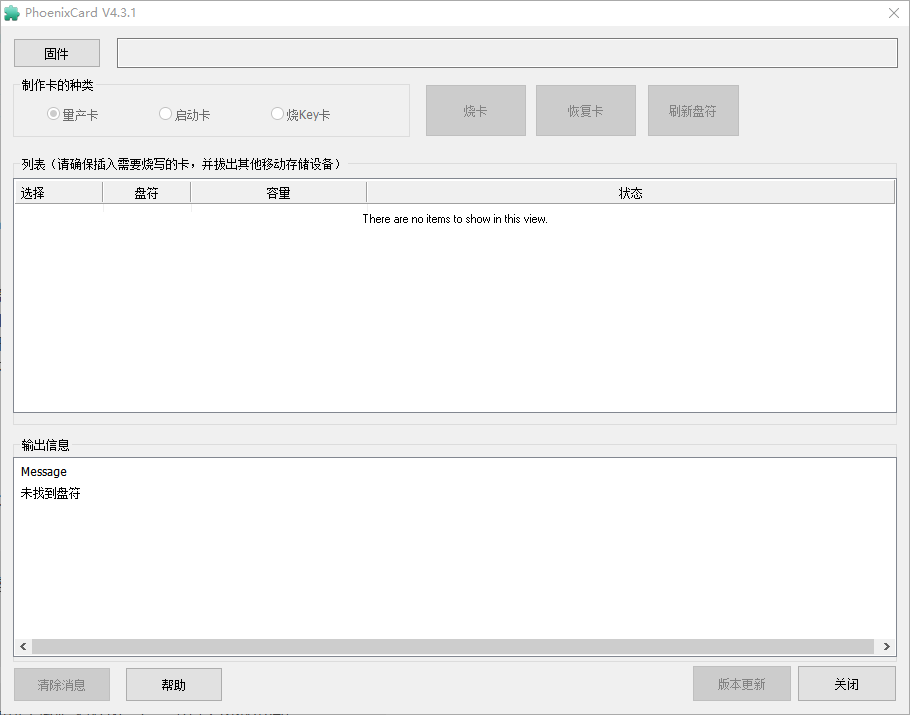 PhoenixCard V4.3.1
固件
制作卡的种类
量产卡 启动卡 烧Key卡
烧卡 恢复卡 刷新盘符
列表（请确保插入需要烧写的卡，并拔出其他移动存储设备）
选择 盘符 容量 状态
There are no items to show in this view.
输出信息
Message
未找到盘符
清除消息 帮助 版本更新 关闭